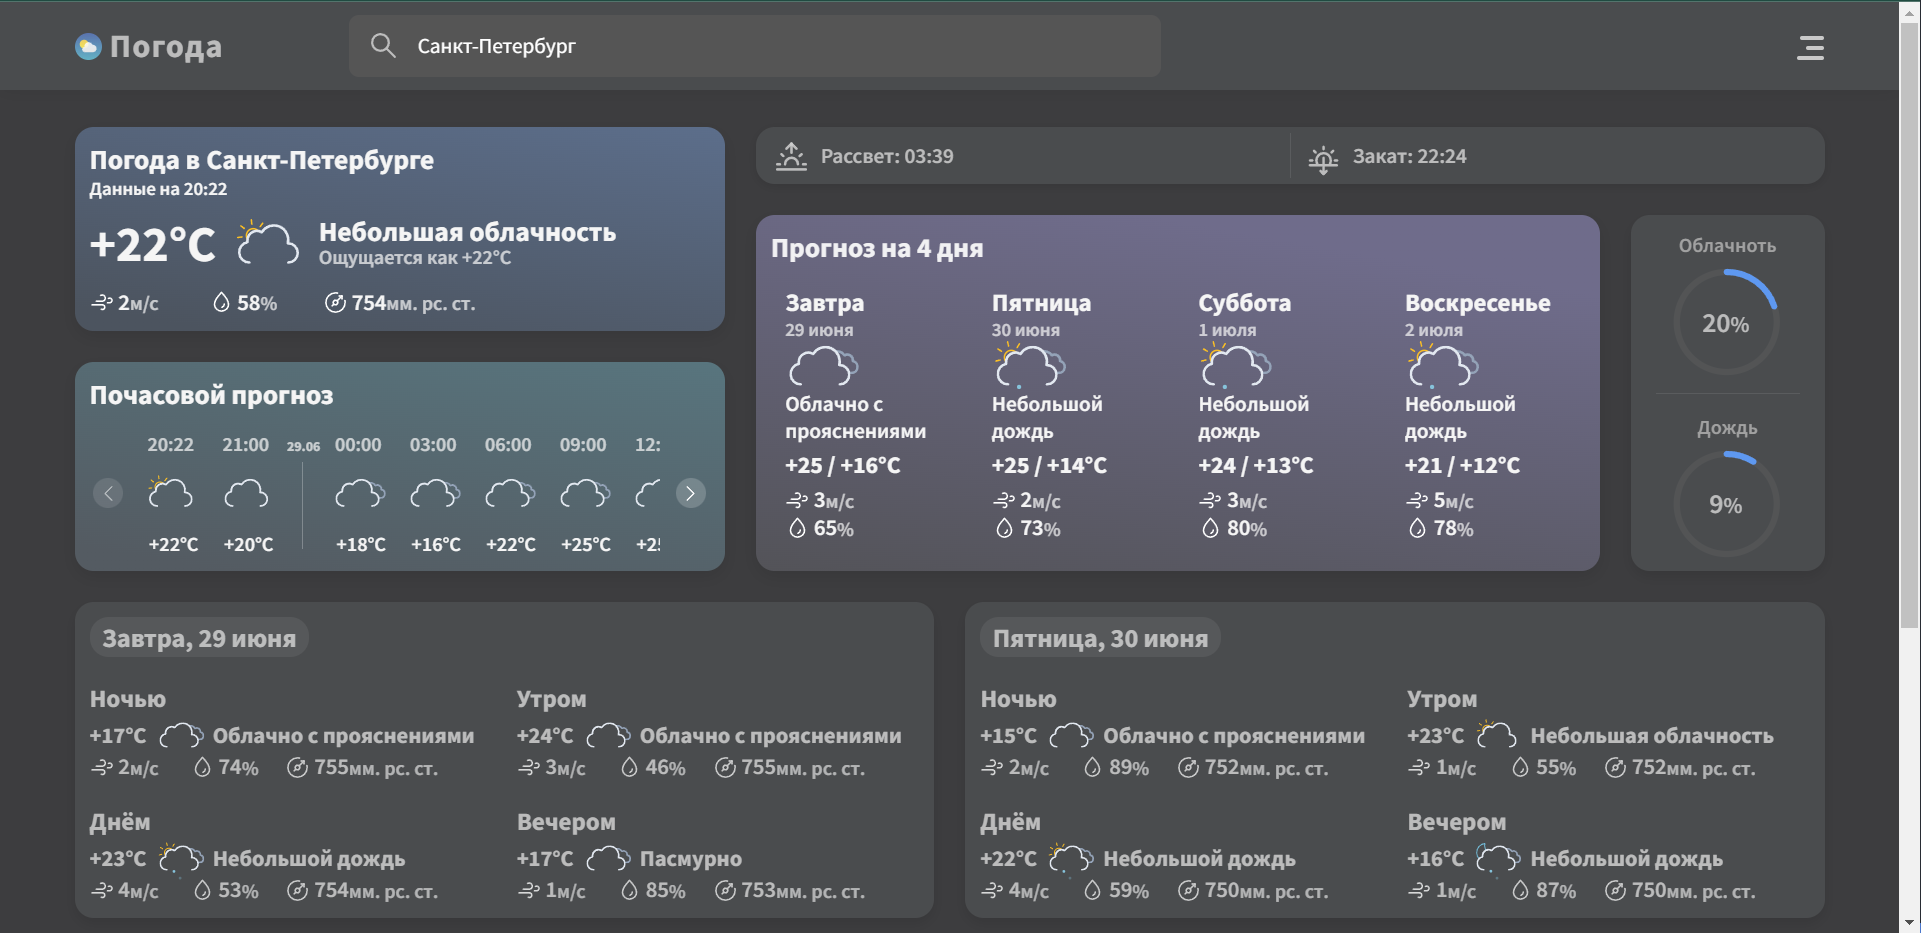 Погода
Санкт-Петербург
Погода в Санкт-Петербурге
Данные на 20:22
+22°C
Небольшая облачность
Ощущается как +22°C
2м/с 58% 754мм. рс. ст.
Рассвет: 03:39
Закат: 22:24
Почасовой прогноз
20:22 21:00 29.06 00:00 03:00 06:00 09:00 12:
+22°C +20°C +18°C +16°C +22°C +25°C +2
Прогноз на 4 дня
Завтра
29 июня
Облачно с
прояснениями
+25 / +16°C
3м/с
65%
Пятница
30 июня
Небольшой
дождь
+25 / +14°C
2м/с
73%
Суббота
1 июля
Небольшой
дождь
+24 / +13°C
3м/с
80%
Воскресенье
2 июля
Небольшой
дождь
+21 / +12°C
5м/с
78%
Облачноть
20%
Дождь
9%
Завтра, 29 июня
Ночью
+17°C Облачно с прояснениями
2м/с 74% 755мм. рс. ст.
Утром
+24°C Облачно с прояснениями
3м/с 46% 755мм. рс. ст.
Днём
+23°C Небольшой дождь
4м/с 53% 754мм. рс. ст.
Вечером
+17°C Пасмурно
1м/с 85% 753мм. рс. ст.
Пятница, 30 июня
Ночью
+15°C Облачно с прояснениями
2м/с 89% 752мм. рс. ст.
Утром
+23°C Небольшая облачность
1м/с 55% 752мм. рс. ст.
Днём
+22°C Небольшой дождь
4м/с 59% 750мм. рс. ст.
Вечером
+16°C Небольшой дождь
1м/с 87% 750мм. рс. ст.